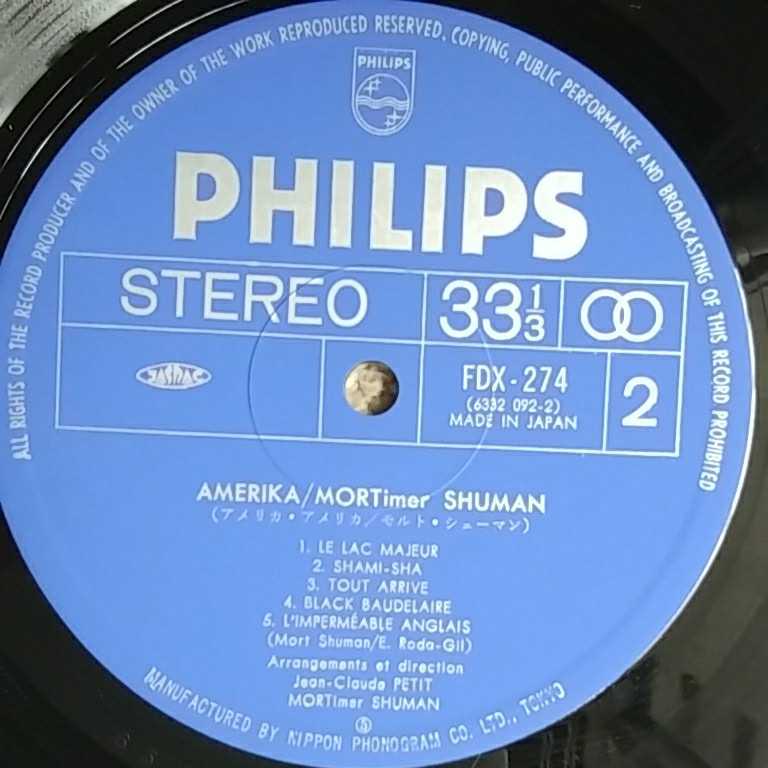 ALL RIGHTS OF THE RECORD PRODUCER AND OF THE OWNER OF THE WORK REPRODUCED RESERVED. COPYING, PUBLIC PERFORMANCE AND BROADCASTING OF THIS RECORD PROHIBITED
PHILIPS
PHILIPS
STEREO
33 1/3
JASRAC
FDX-274
(6332 092-2)
MADE IN JAPAN
2
AMERIKA/MORTimer SHUMAN
(アメリカ・アメリカ/モルト・シューマン)
1. LE LAC MAJEUR
2. SHAMI-SHA
3. TOUT ARRIVE
4. BLACK BAUDELAIRE
5. L'IMPERMÉABLE ANGLAIS
(Mort Shuman/E. Roda-Gil)
Arrangements et direction
Jean-Claude PETIT
MORTimer SHUMAN
MANUFACTURED BY NIPPON PHONOGRAM CO. LTD., TOKYO